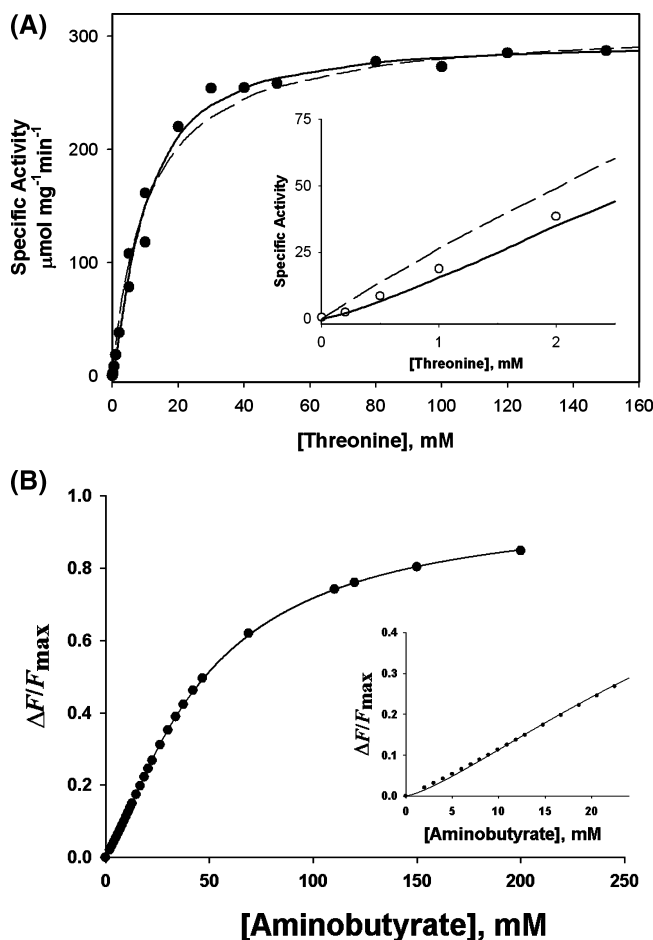 (A)
300
200
100
0
Specific Activity
μmol mg⁻¹min⁻¹
0 20 40 60 80 100 120 140 160
[Threonine], mM
75
50
25
0
Specific Activity
0 1 2
[Threonine], mM
(B)
1.0
0.8
0.6
0.4
0.2
0.0
ΔF/Fmax
0 50 100 150 200 250
[Aminobutyrate], mM
0.4
0.3
0.2
0.1
0.0
ΔF/Fmax
0 5 10 15 20
[Aminobutyrate], mM